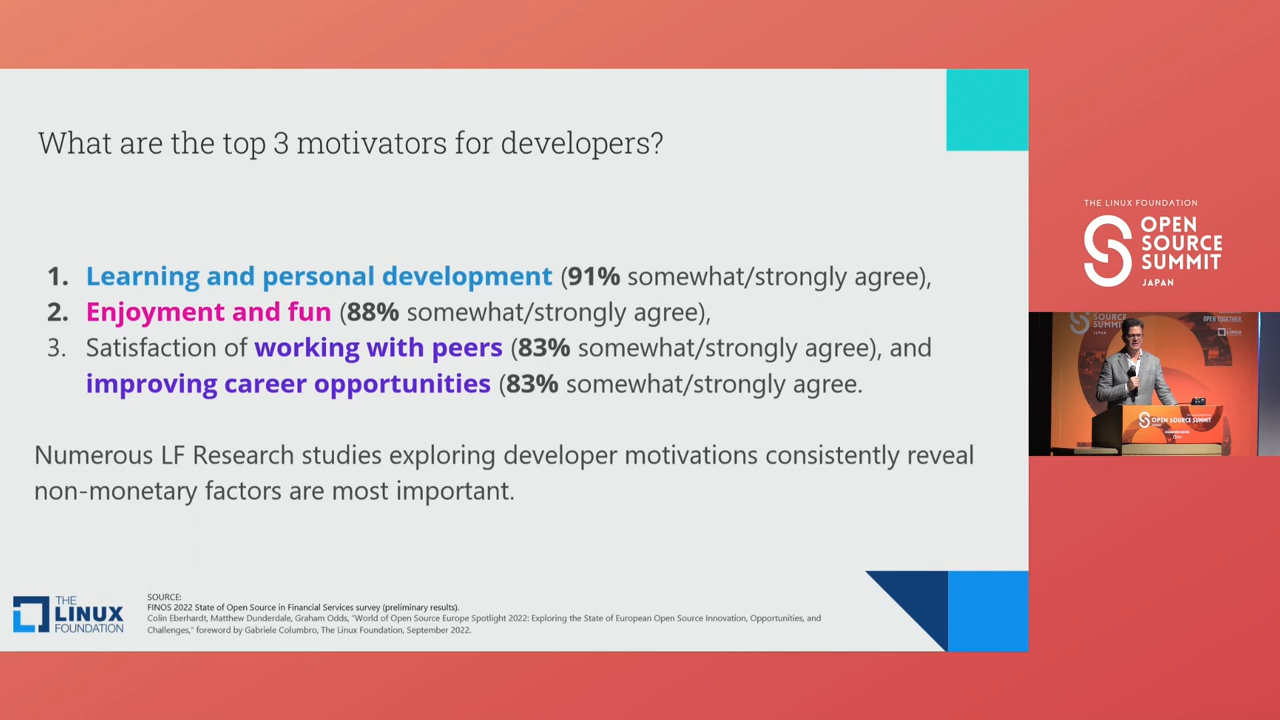 What are the top 3 motivators for developers?
1. Learning and personal development (91% somewhat/strongly agree),
2. Enjoyment and fun (88% somewhat/strongly agree),
3. Satisfaction of working with peers (83% somewhat/strongly agree), and
improving career opportunities (83% somewhat/strongly agree.
Numerous LF Research studies exploring developer motivations consistently reveal
non-monetary factors are most important.
THE
LINUX
FOUNDATION
SOURCE:
FINOS 2022 State of Open Source in Financial Services survey (preliminary results).
Colin Eberhardt, Matthew Dunderdale, Graham Odds, "World of Open Source Europe Spotlight 2022: Exploring the State of European Open Source Innovation, Opportunities, and
Challenges," foreword by Gabriele Columbro, The Linux Foundation, September 2022.
THE LINUX FOUNDATION
OPEN
SOURCE
SUMMIT
JAPAN
SOURCE
SUMMIT
JAPAN
OPEN TOGETHER.
OPEN SOURCE SUMMIT